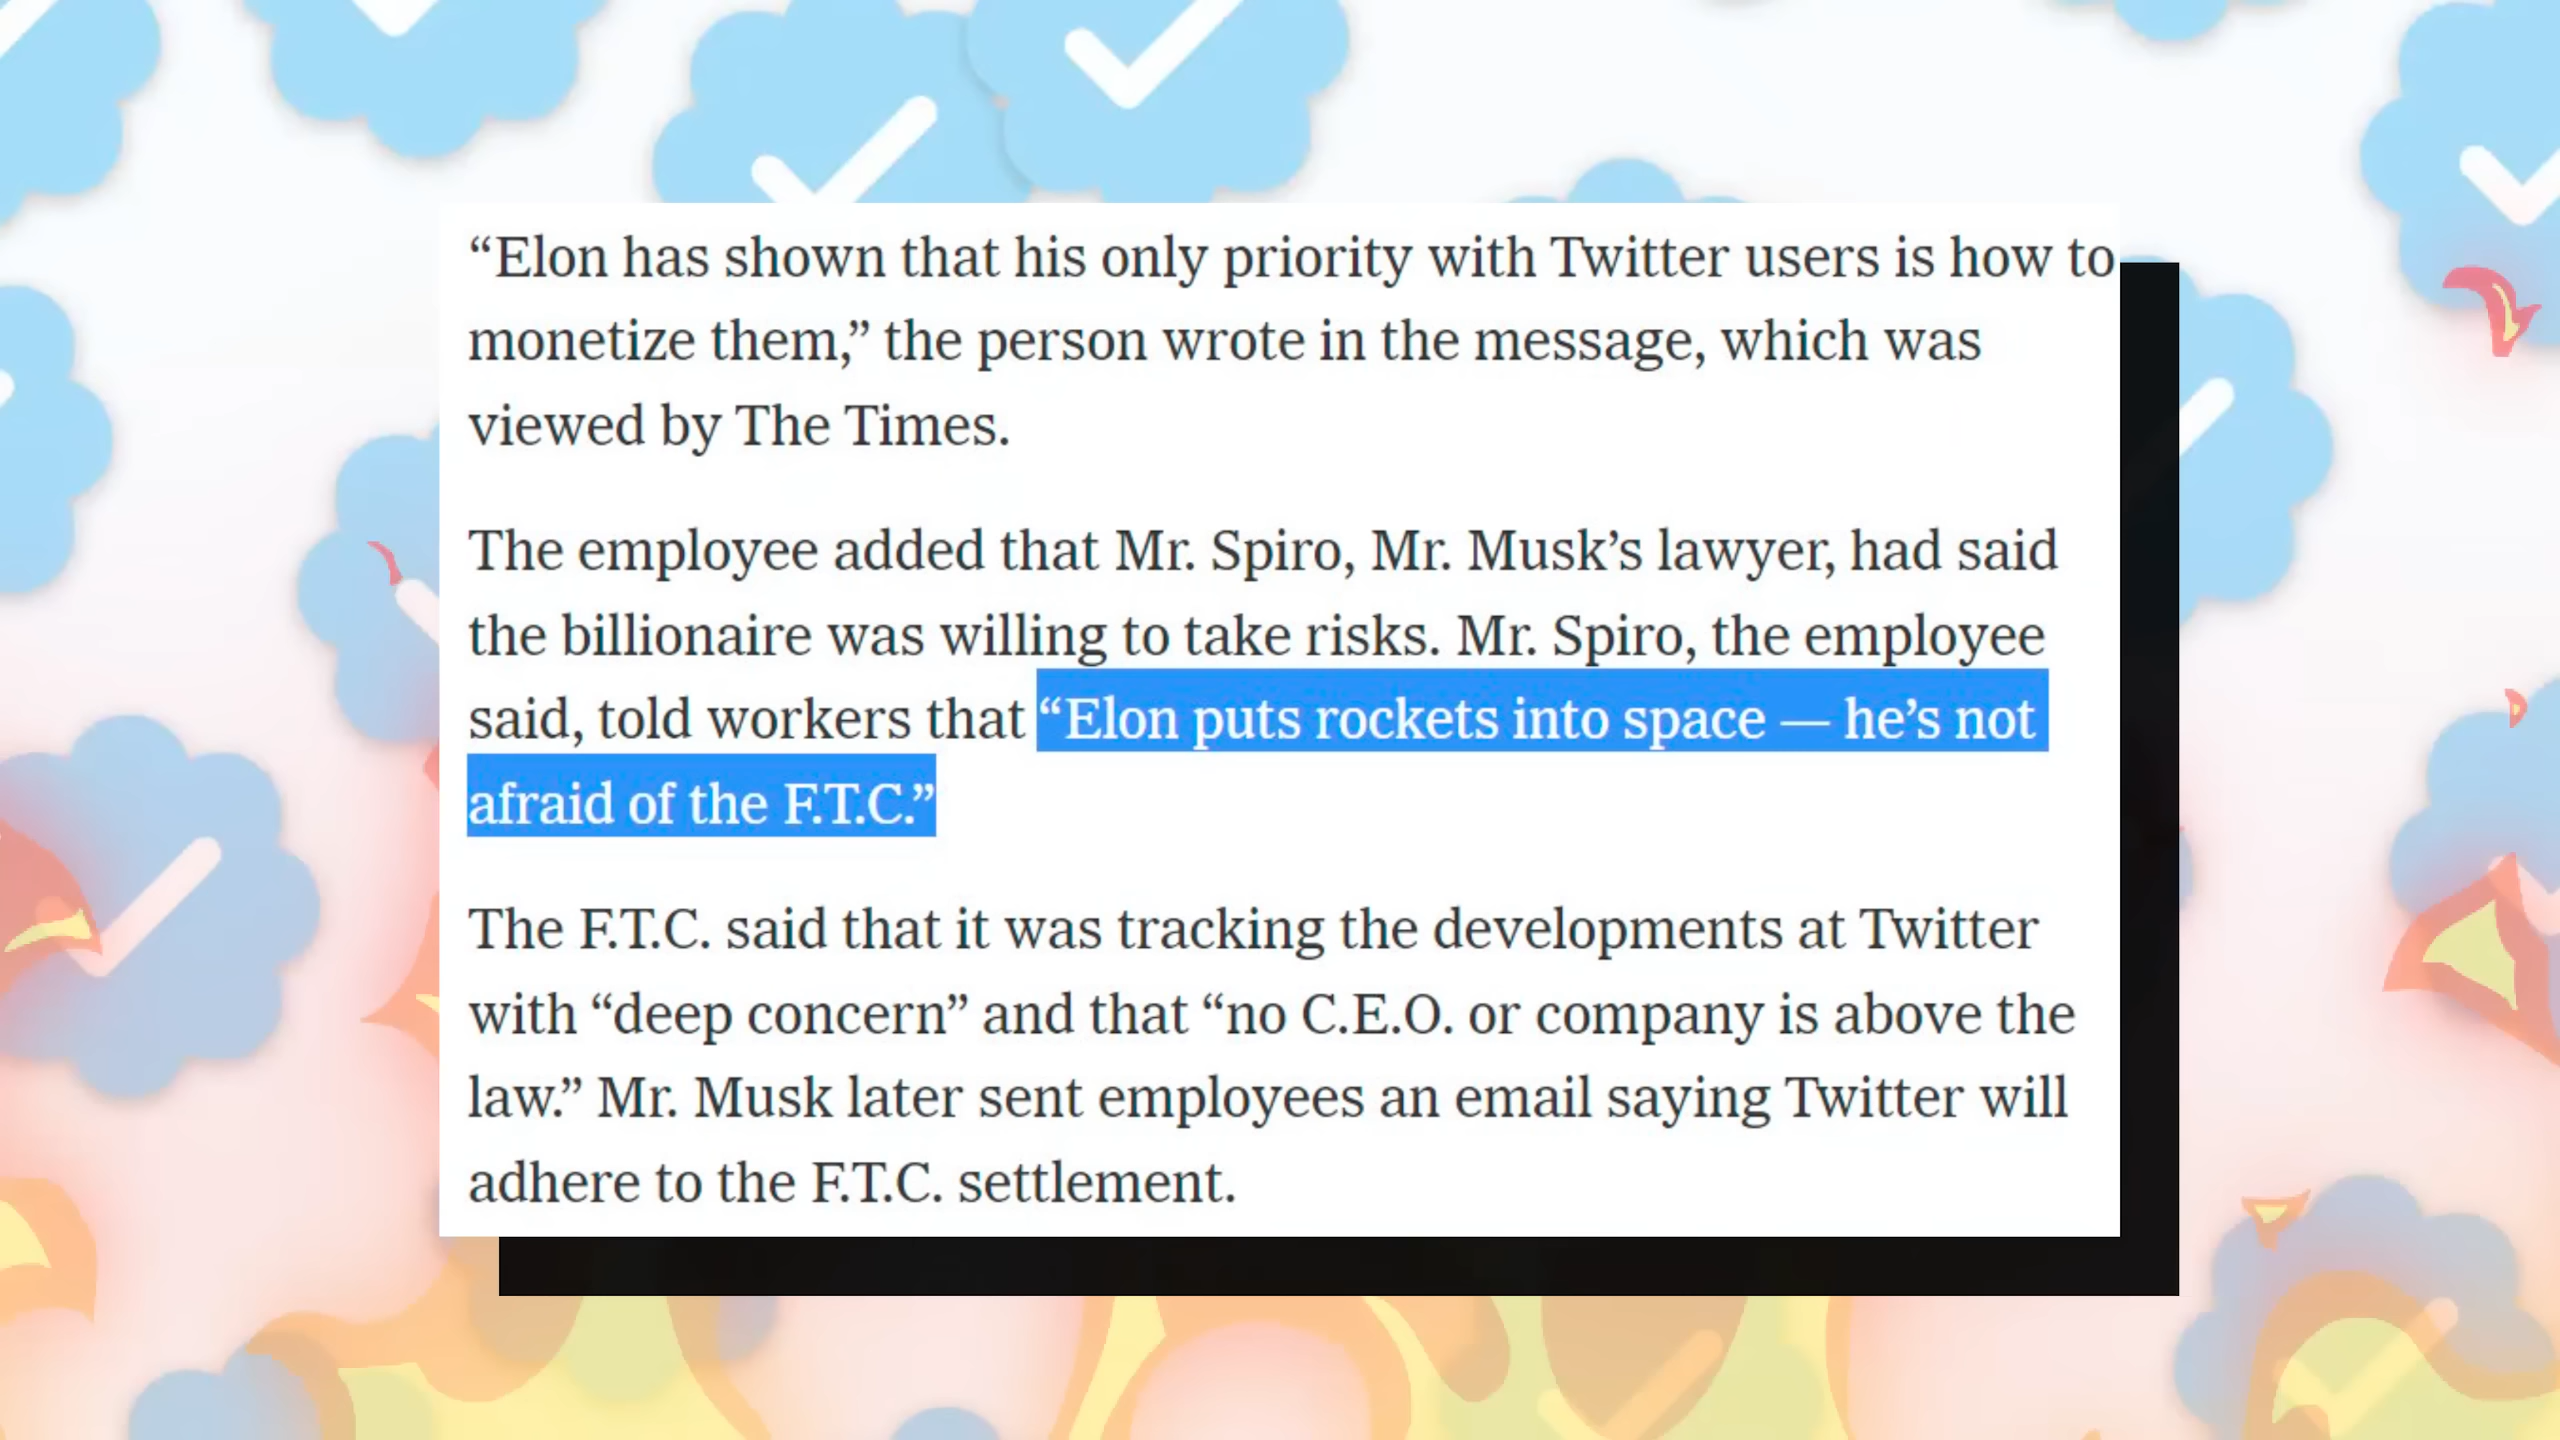 “Elon has shown that his only priority with Twitter users is how to
monetize them,” the person wrote in the message, which was
viewed by The Times.
The employee added that Mr. Spiro, Mr. Musk’s lawyer, had said
the billionaire was willing to take risks. Mr. Spiro, the employee
said, told workers that “Elon puts rockets into space — he’s not
afraid of the F.T.C.”
The F.T.C. said that it was tracking the developments at Twitter
with “deep concern” and that “no C.E.O. or company is above the
law.” Mr. Musk later sent employees an email saying Twitter will
adhere to the F.T.C. settlement.